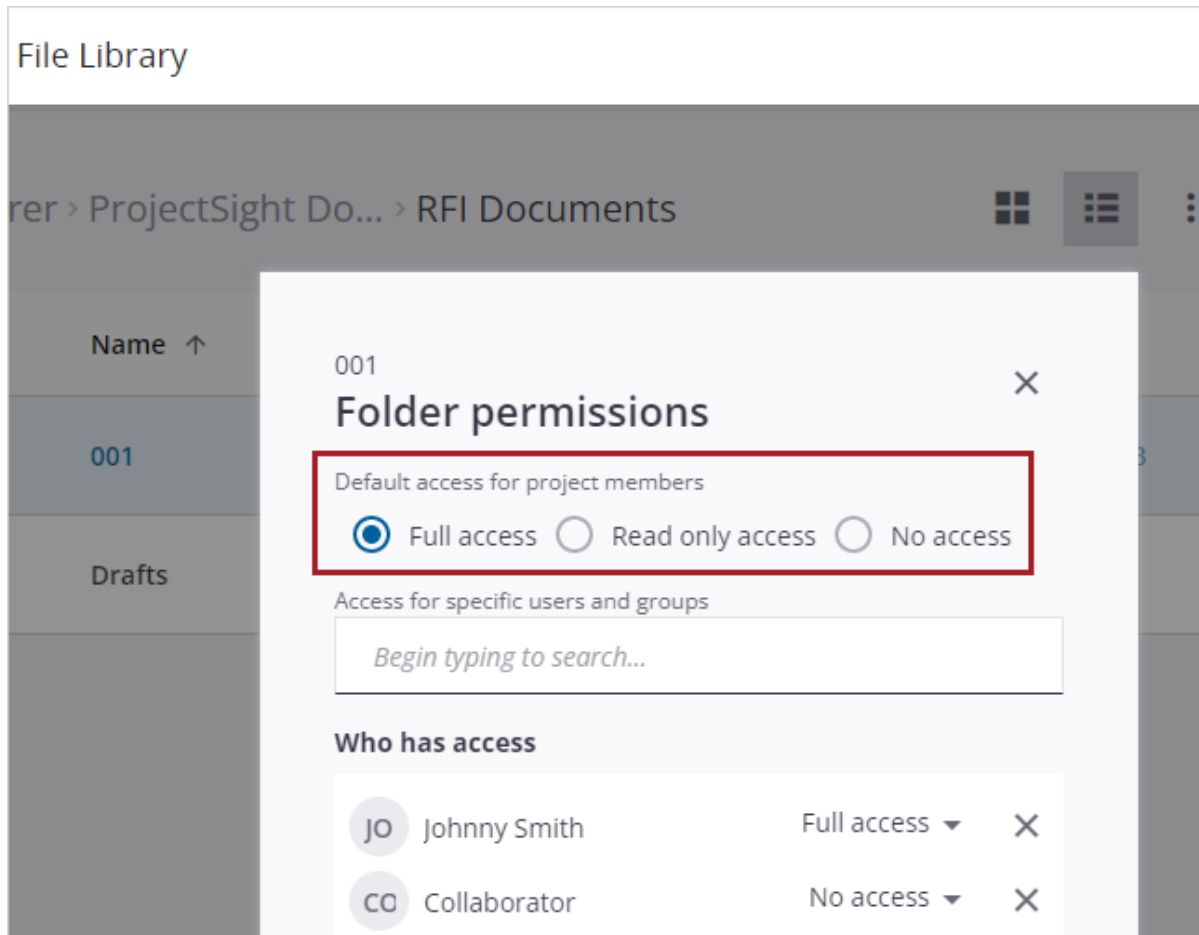 File Library
rer › ProjectSight Do... › RFI Documents
Name ↑
001
Folder permissions
001
Default access for project members
Full access Read only access No access
Drafts
Access for specific users and groups
Begin typing to search...
Who has access
JO Johnny Smith Full access
CO Collaborator No access